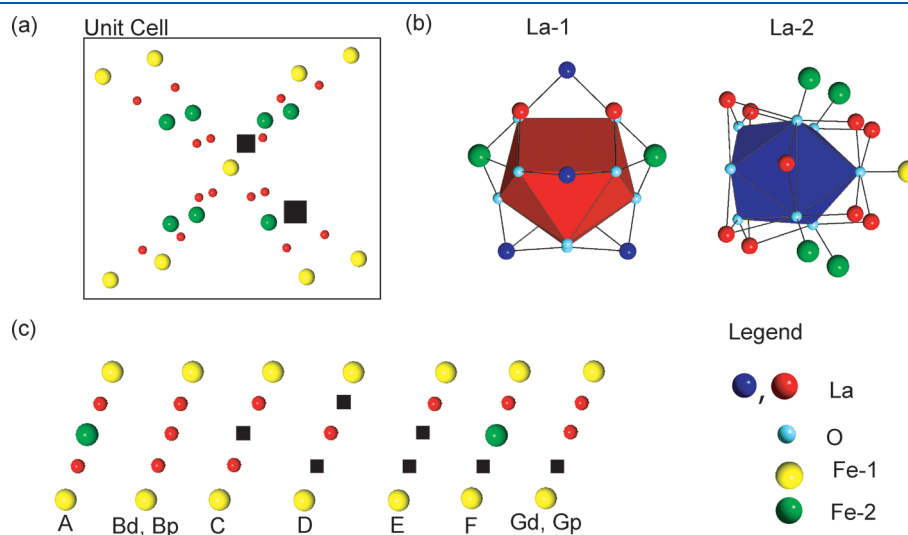 (a)
Unit Cell
(b)
La-1
La-2
(c)
A
Bd, Bp
C
D
E
F
Gd, Gp
Legend
, La
O
Fe-1
Fe-2